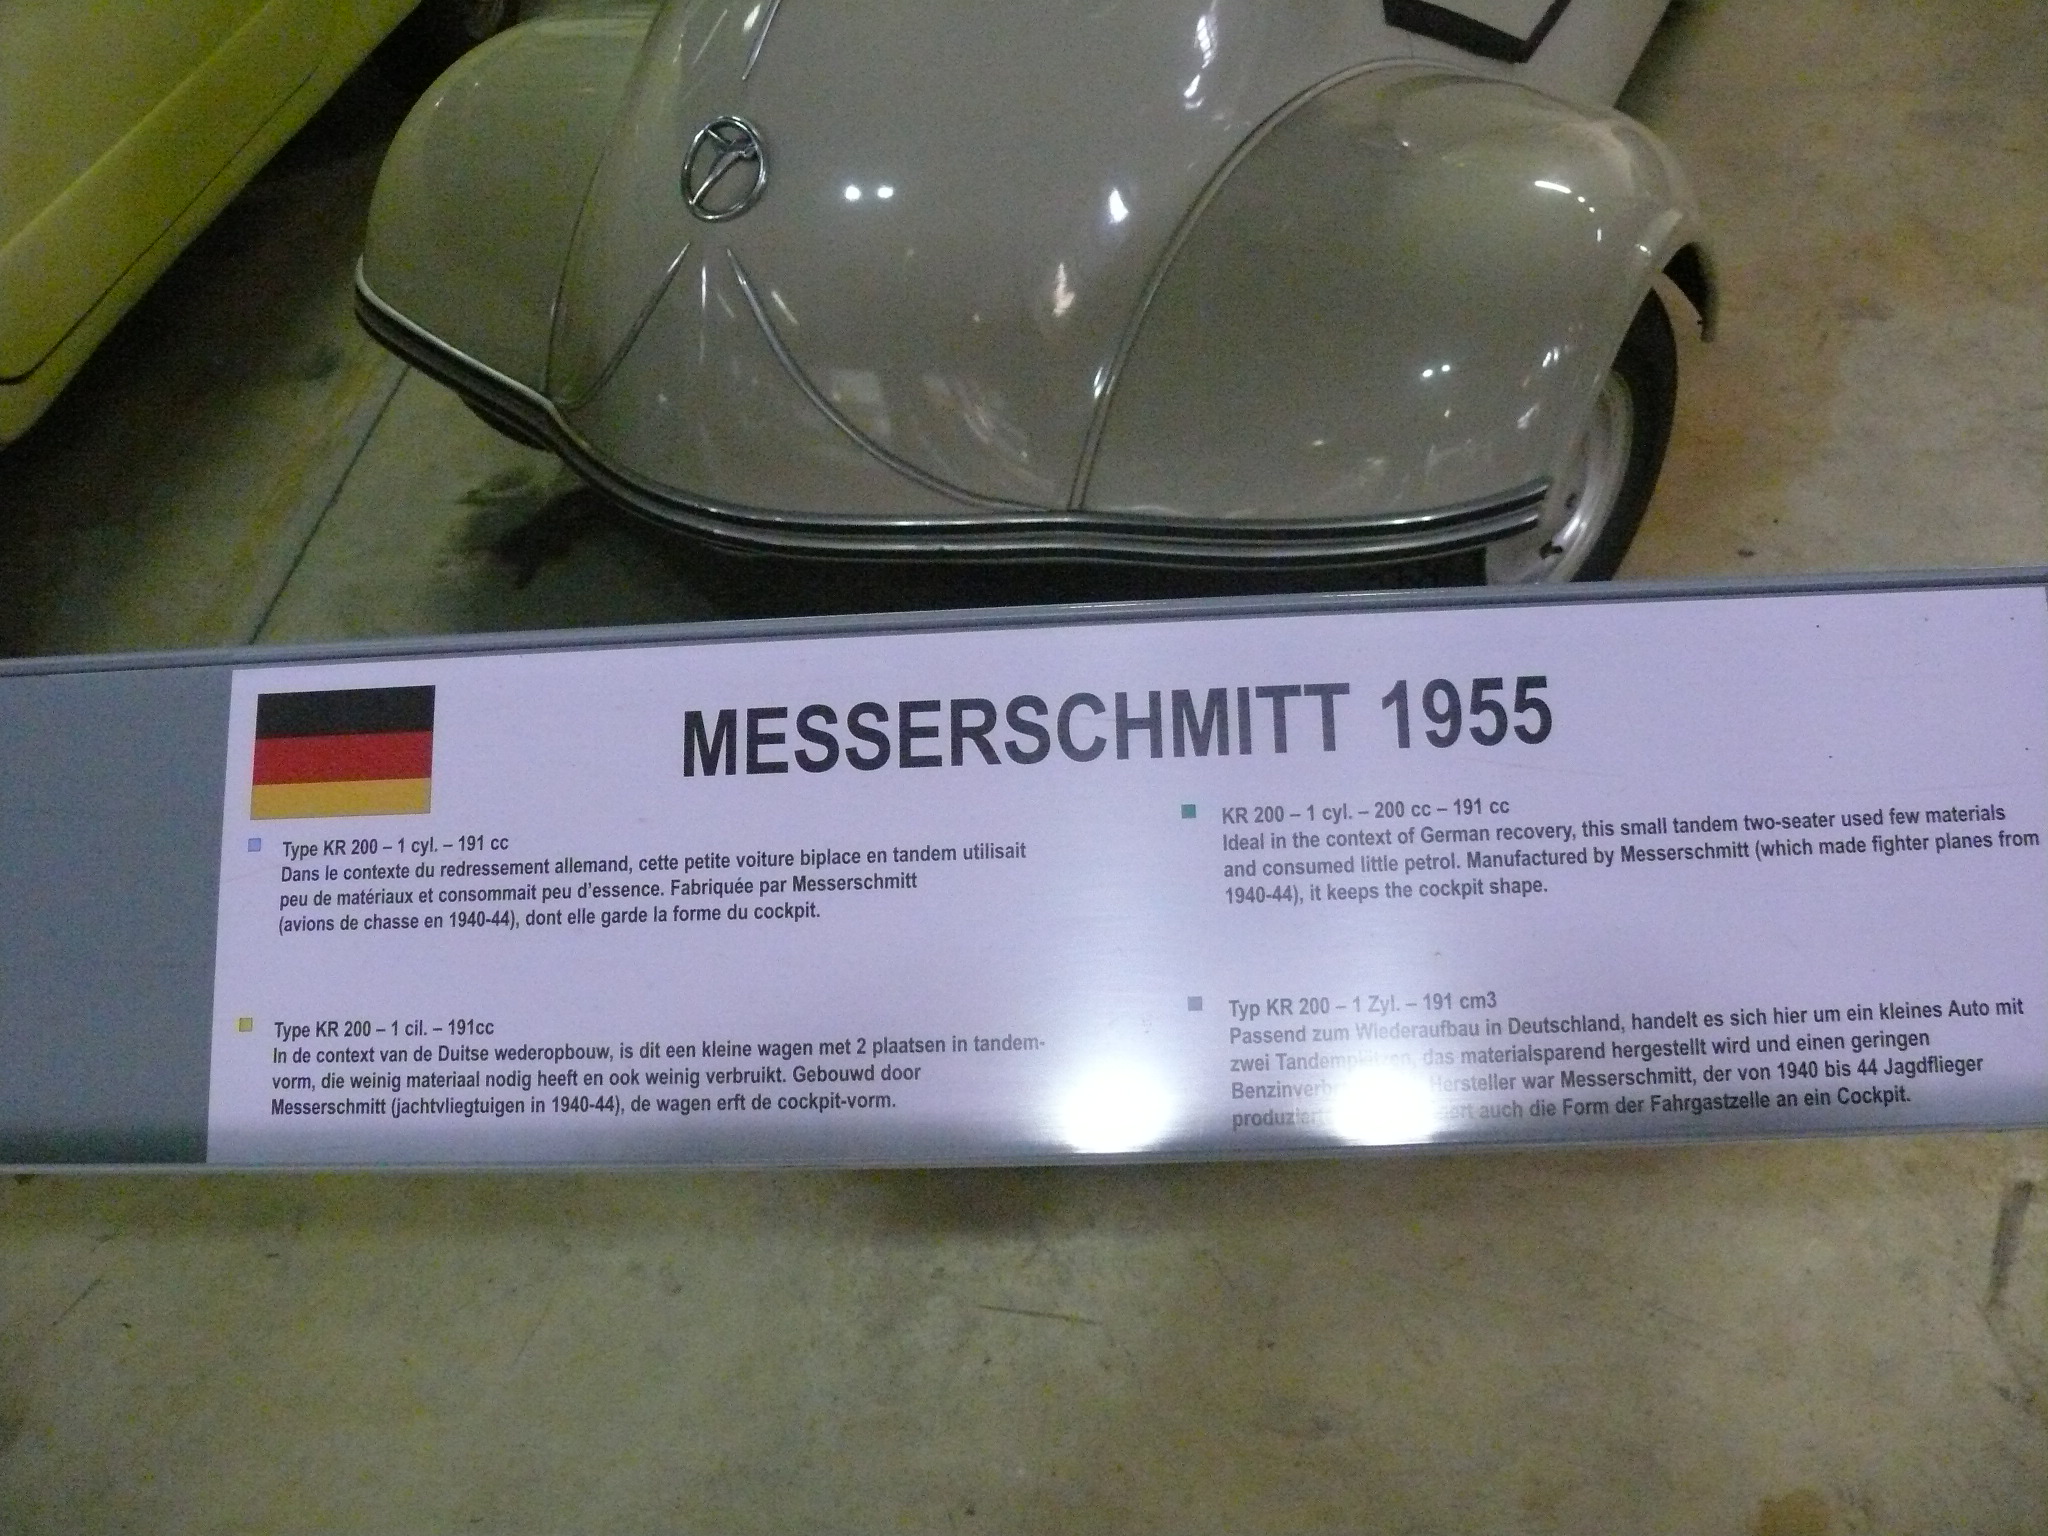 MESSERSCHMITT 1955
Type KR 200 – 1 cyl. – 191 cc
Dans le contexte du redressement allemand, cette petite voiture biplace en tandem utilisait
peu de matériaux et consommait peu d'essence. Fabriquée par Messerschmitt
(avions de chasse en 1940-44), dont elle garde la forme du cockpit.
KR 200 – 1 cyl. – 200 cc – 191 cc
Ideal in the context of German recovery, this small tandem two-seater used few materials
and consumed little petrol. Manufactured by Messerschmitt (which made fighter planes from
1940-44), it keeps the cockpit shape.
Type KR 200 – 1 cil. – 191cc
In de context van de Duitse wederopbouw, is dit een kleine wagen met 2 plaatsen in tandem-
vorm, die weinig materiaal nodig heeft en ook weinig verbruikt. Gebouwd door
Messerschmitt (jachtvliegtuigen in 1940-44), de wagen erft de cockpit-vorm.
Typ KR 200 – 1 Zyl. – 191 cm3
Passend zum Wiederaufbau in Deutschland, handelt es sich hier um ein kleines Auto mit
zwei Tandemplätzen, das materialsparend hergestellt wird und einen geringen
Hersteller war Messerschmitt, der von 1940 bis 44 Jagdflieger
auch die Form der Fahrgastzelle an ein Cockpit.